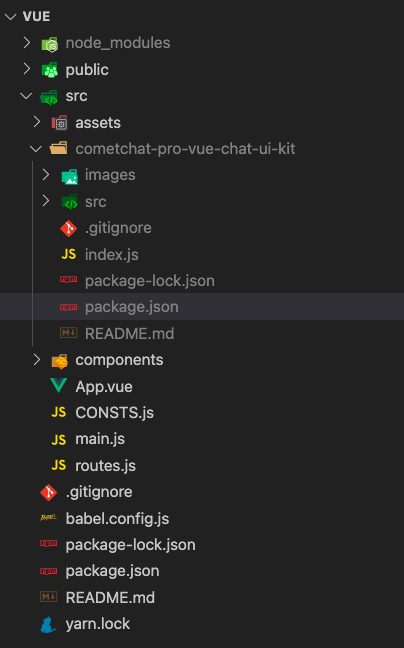 VUE
node_modules
public
src
assets
cometchat-pro-vue-chat-ui-kit
images
src
.gitignore
JS index.js
package-lock.json
package.json
M↓ README.md
components
App.vue
JS CONSTS.js
JS main.js
JS routes.js
.gitignore
BABEL babel.config.js
package-lock.json
package.json
M↓ README.md
yarn.lock